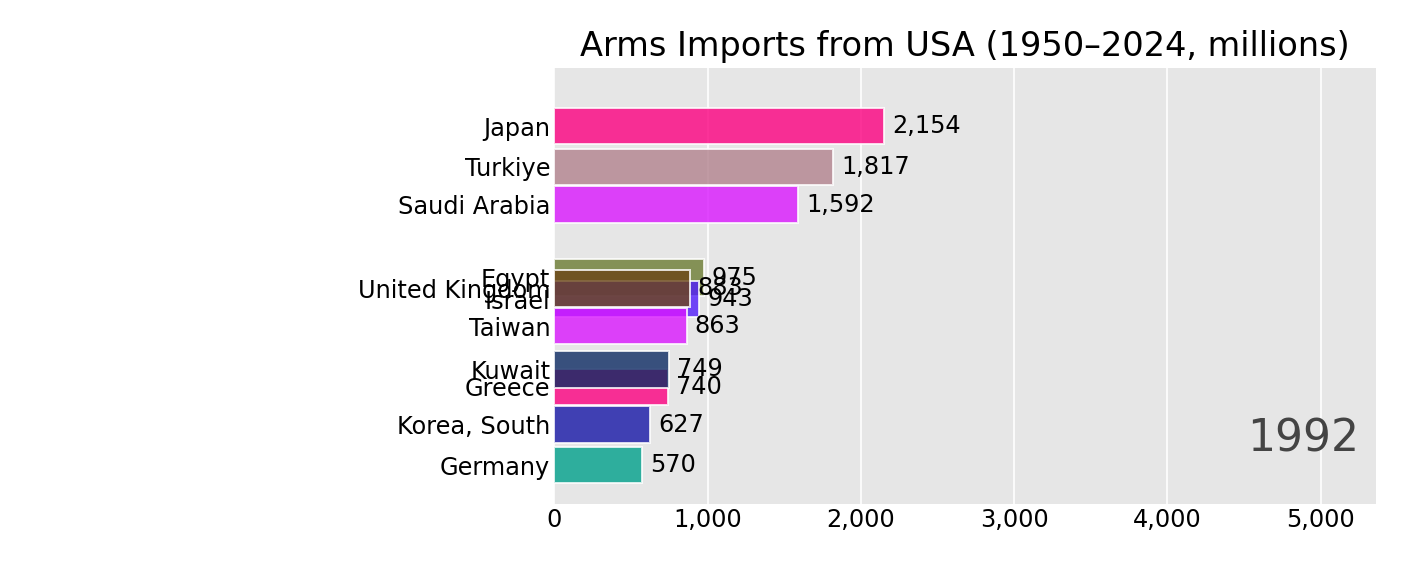 Arms Imports from USA (1950–2024, millions)
Japan 2,154
Turkiye 1,817
Saudi Arabia 1,592
Egypt 975
United Kingdom 883
Israel 943
Taiwan 863
Kuwait 749
Greece 740
Korea, South 627
Germany 570
1992
0 1,000 2,000 3,000 4,000 5,000